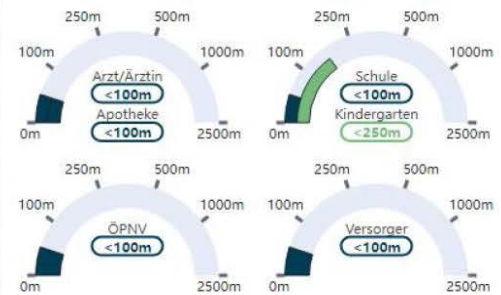 250m 500m
100m 1000m
Arzt/Ärztin
<100m
Apotheke
<100m
0m 2500m
250m 500m
100m 1000m
Schule
<100m
Kindergarten
<250m
0m 2500m
250m 500m
100m 1000m
ÖPNV
<100m
0m 2500m
250m 500m
100m 1000m
Versorger
<100m
0m 2500m